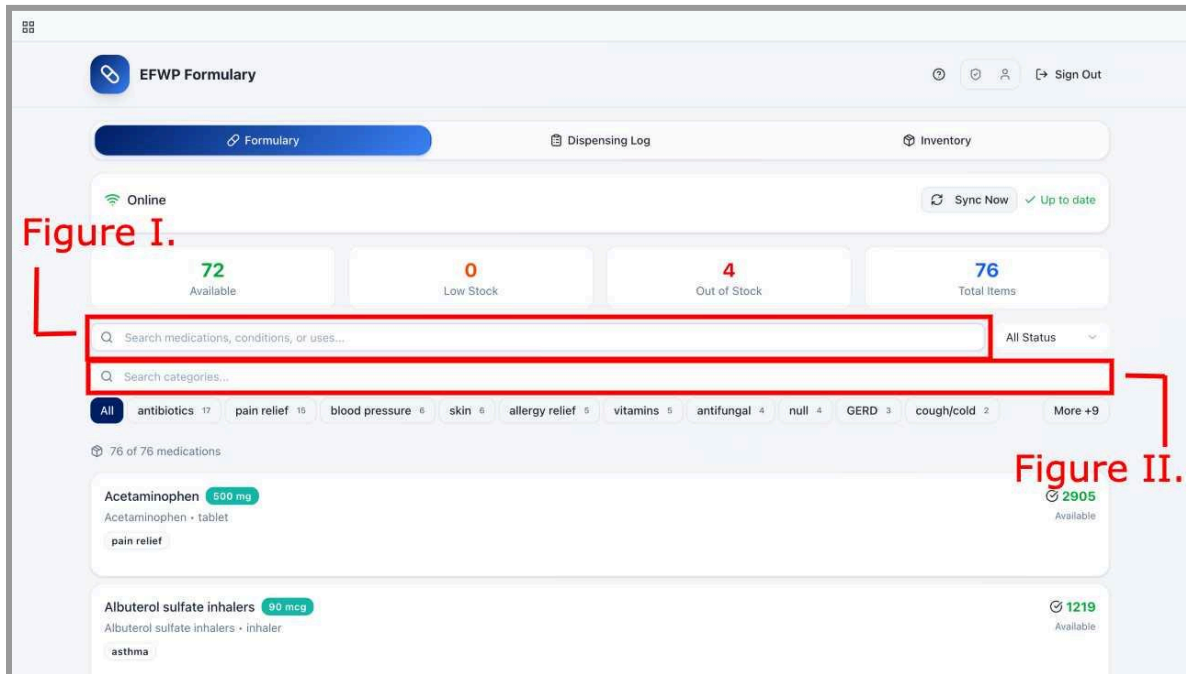 EFWP Formulary
Sign Out
Formulary
Dispensing Log
Inventory
Online
Sync Now
Up to date
Figure I.
72
Available
0
Low Stock
4
Out of Stock
76
Total Items
Search medications, conditions, or uses...
All Status
Search categories...
All antibiotics 17 pain relief 15 blood pressure 6 skin 6 allergy relief 5 vitamins 5 antifungal 4 null 4 GERD 3 cough/cold 2 More +9
76 of 76 medications
Figure II.
Acetaminophen 500 mg
2905
Acetaminophen • tablet
Available
pain relief
Albuterol sulfate inhalers 90 mcg
1219
Albuterol sulfate inhalers • inhaler
Available
asthma